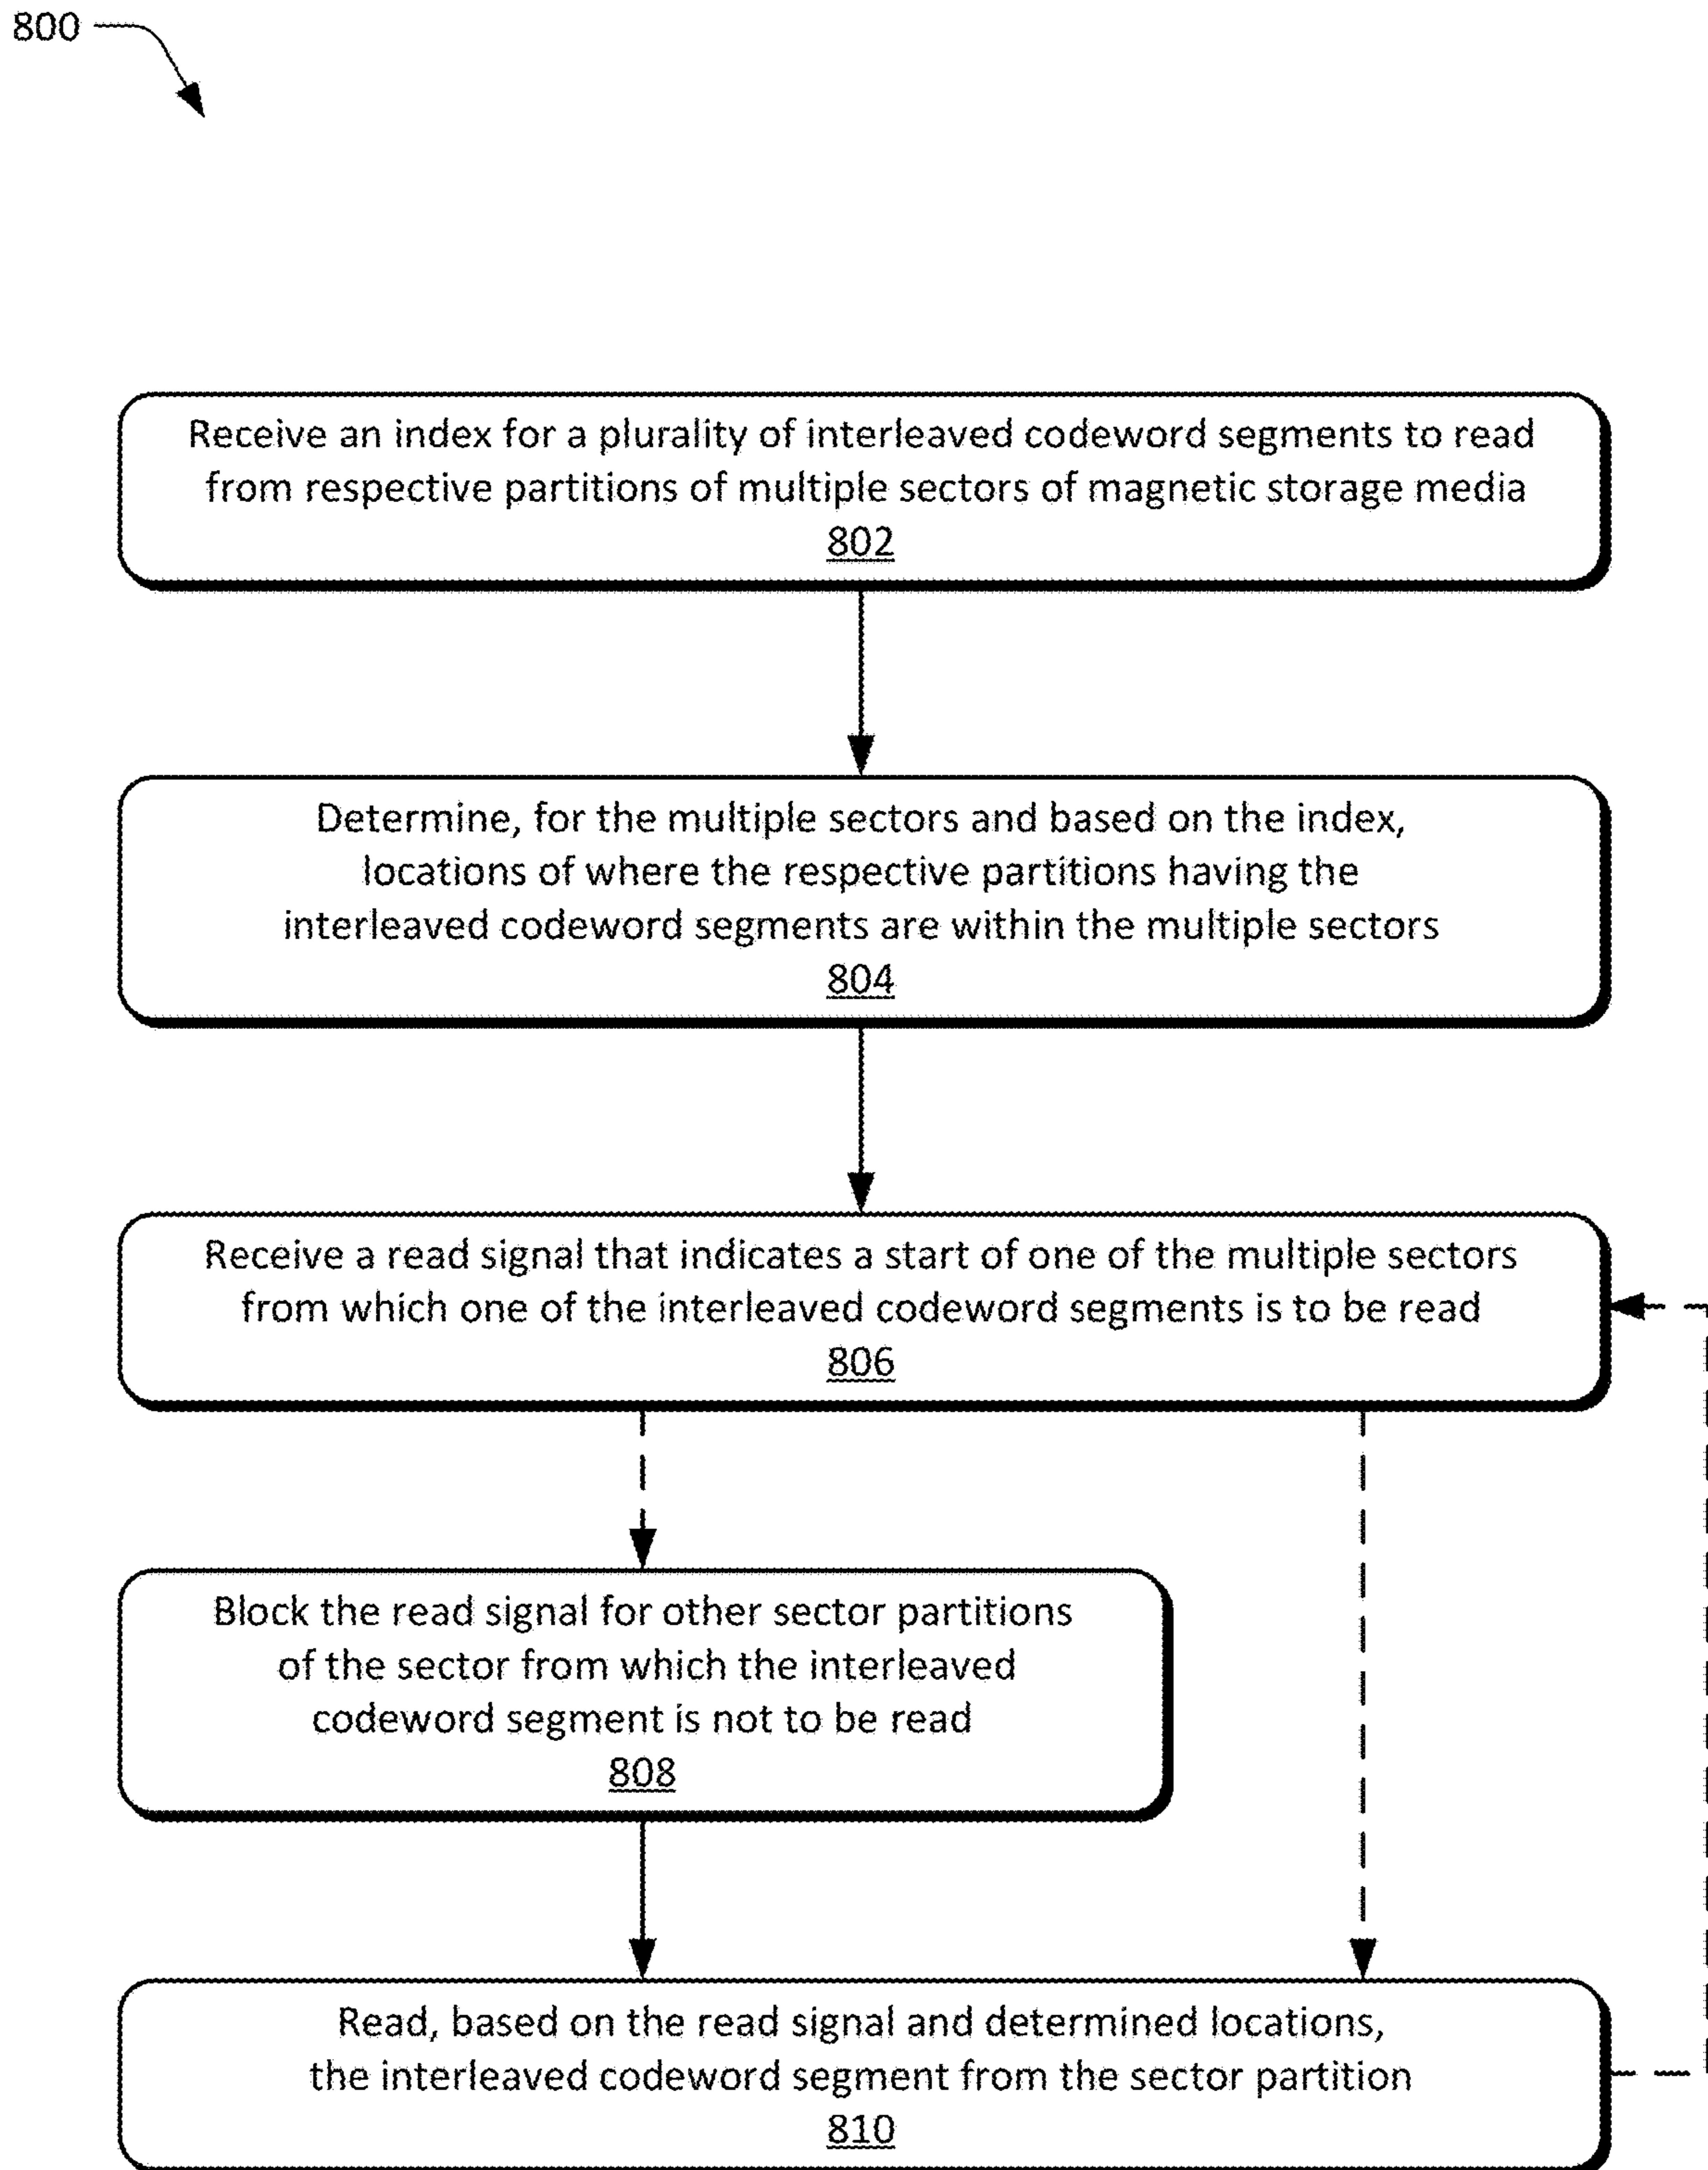 800
Receive an index for a plurality of interleaved codeword segments to read
from respective partitions of multiple sectors of magnetic storage media
802
Determine, for the multiple sectors and based on the index,
locations of where the respective partitions having the
interleaved codeword segments are within the multiple sectors
804
Receive a read signal that indicates a start of one of the multiple sectors
from which one of the interleaved codeword segments is to be read
806
Block the read signal for other sector partitions
of the sector from which the interleaved
codeword segment is not to be read
808
Read, based on the read signal and determined locations,
the interleaved codeword segment from the sector partition
810